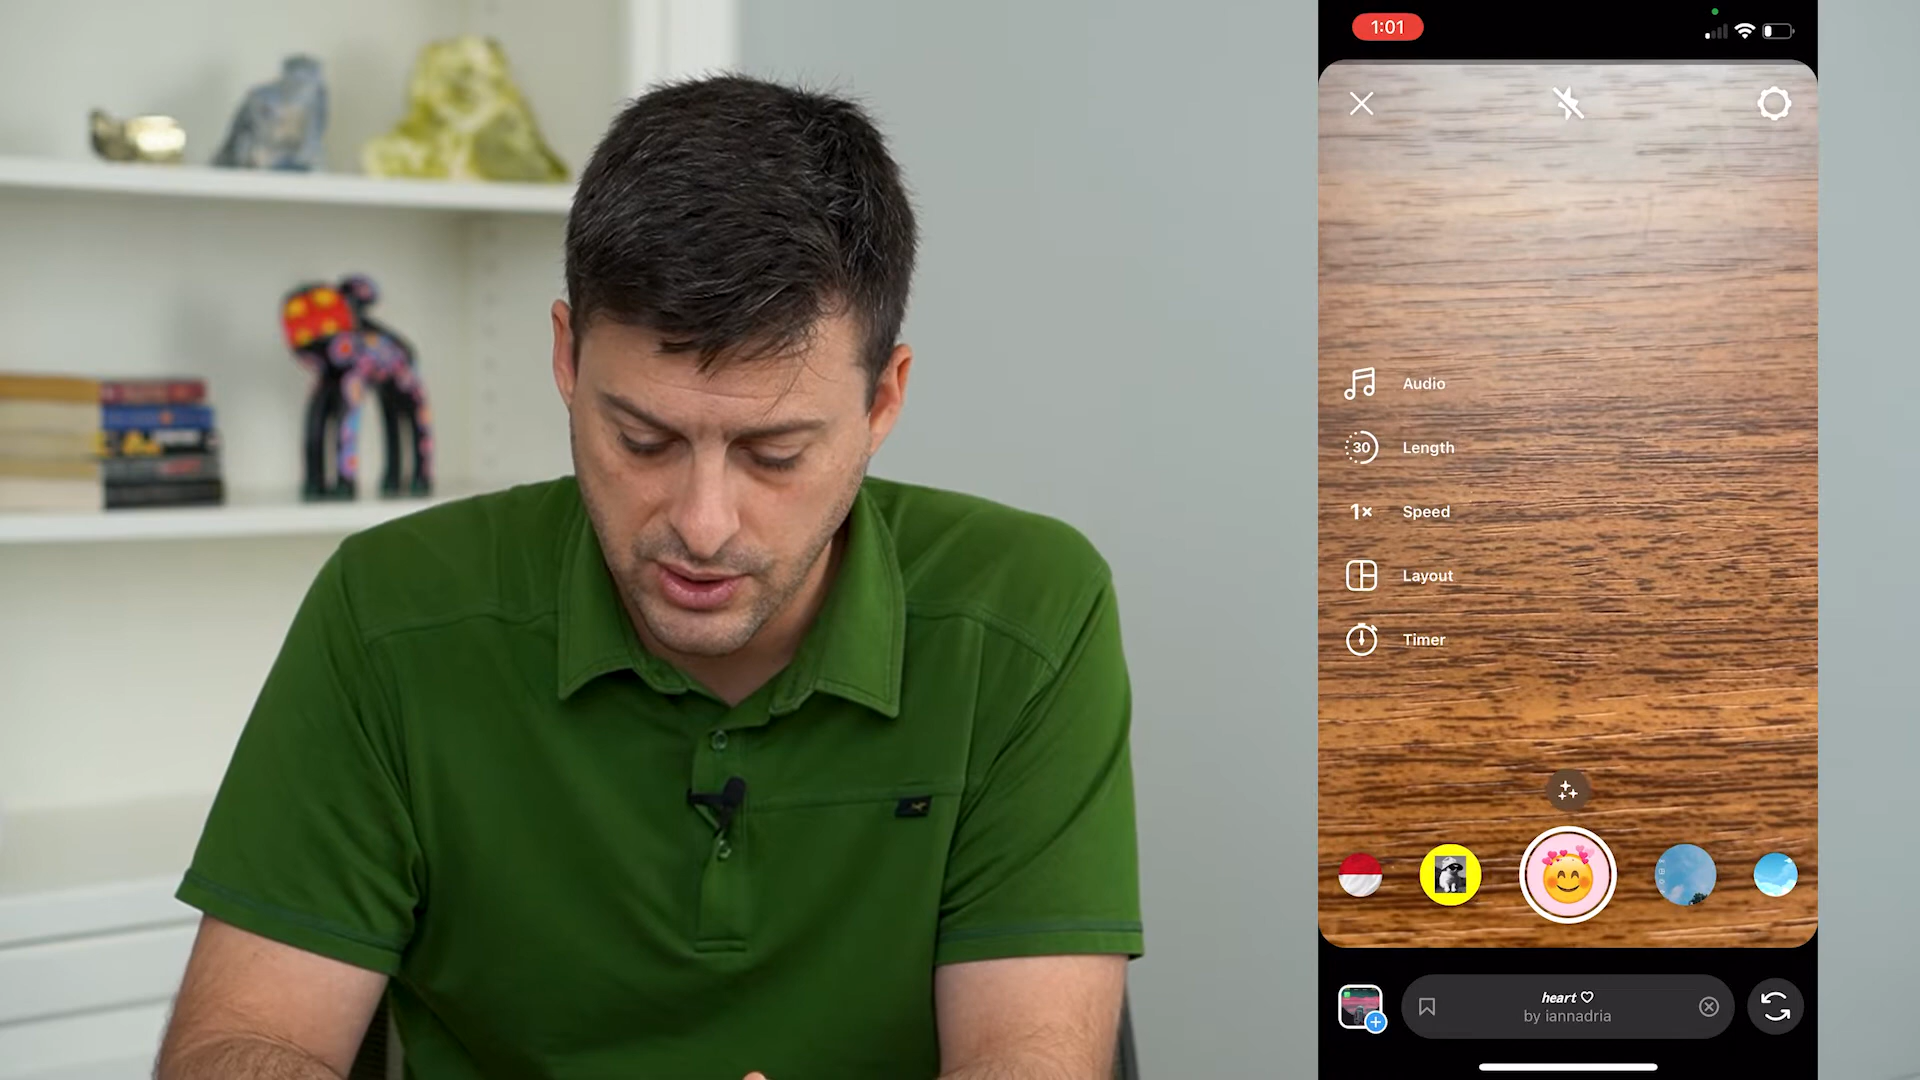 1:01
Audio
30 Length
1× Speed
Layout
Timer
heart ♡
by iannadria